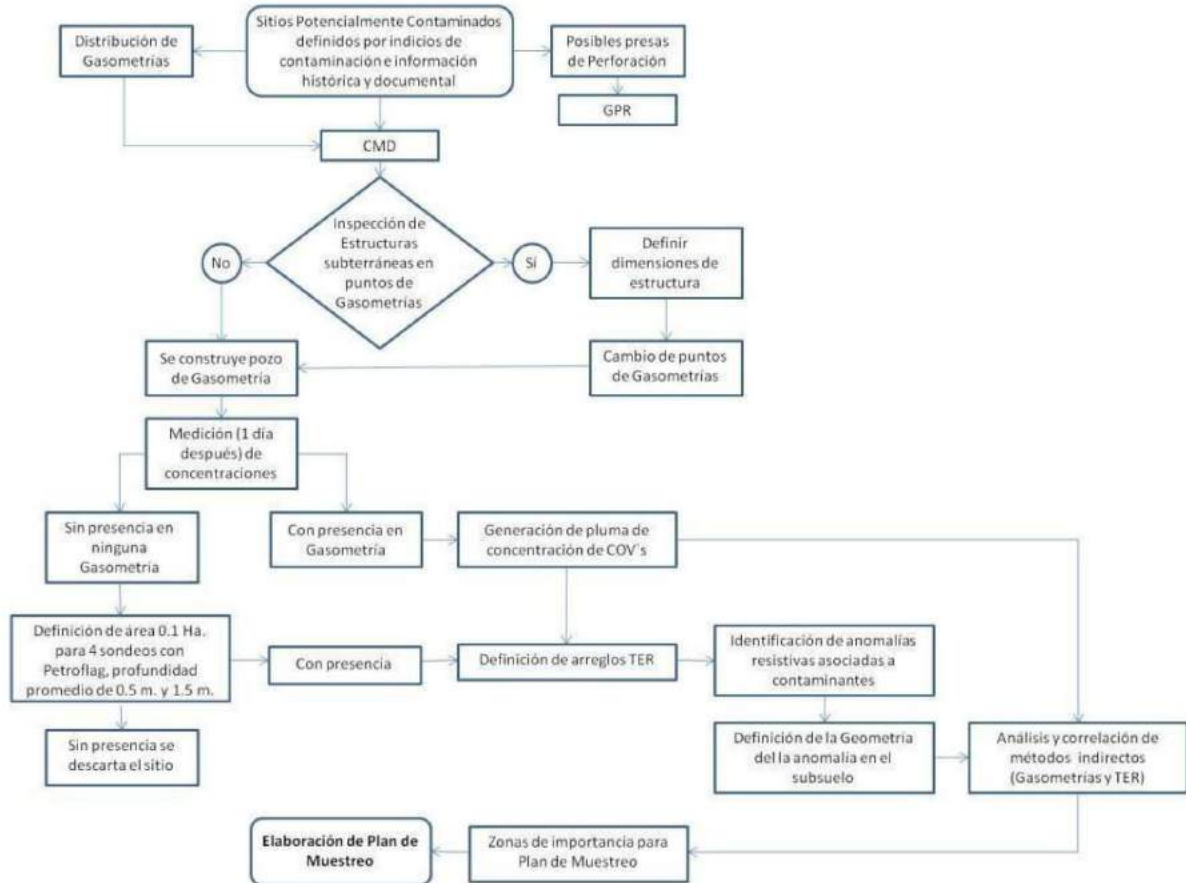 Sitios Potencialmente Contaminados
definidos por indicios de
contaminación e información
histórica y documental
Distribución de
Gasometrías
Posibles presas
de Perforación
GPR
CMD
Inspección de
Estructuras
subterráneas en
puntos de
Gasometrías
No
Sí
Definir
dimensiones de
estructura
Se construye pozo
de Gasometría
Cambio de puntos
de Gasometrías
Medición (1 día
después) de
concentraciones
Sin presencia en
ninguna
Gasometría
Con presencia en
Gasometría
Generación de pluma de
concentración de COV´s
Definición de área 0.1 Ha.
para 4 sondeos con
Petroflag, profundidad
promedio de 0.5 m. y 1.5 m.
Con presencia
Definición de arreglos TER
Identificación de anomalías
resistivas asociadas a
contaminantes
Sin presencia se
descarta el sitio
Definición de la Geometría
del la anomalía en el
subsuelo
Análisis y correlación de
métodos indirectos
(Gasometrías y TER)
Elaboración de Plan de
Muestreo
Zonas de importancia para
Plan de Muestreo